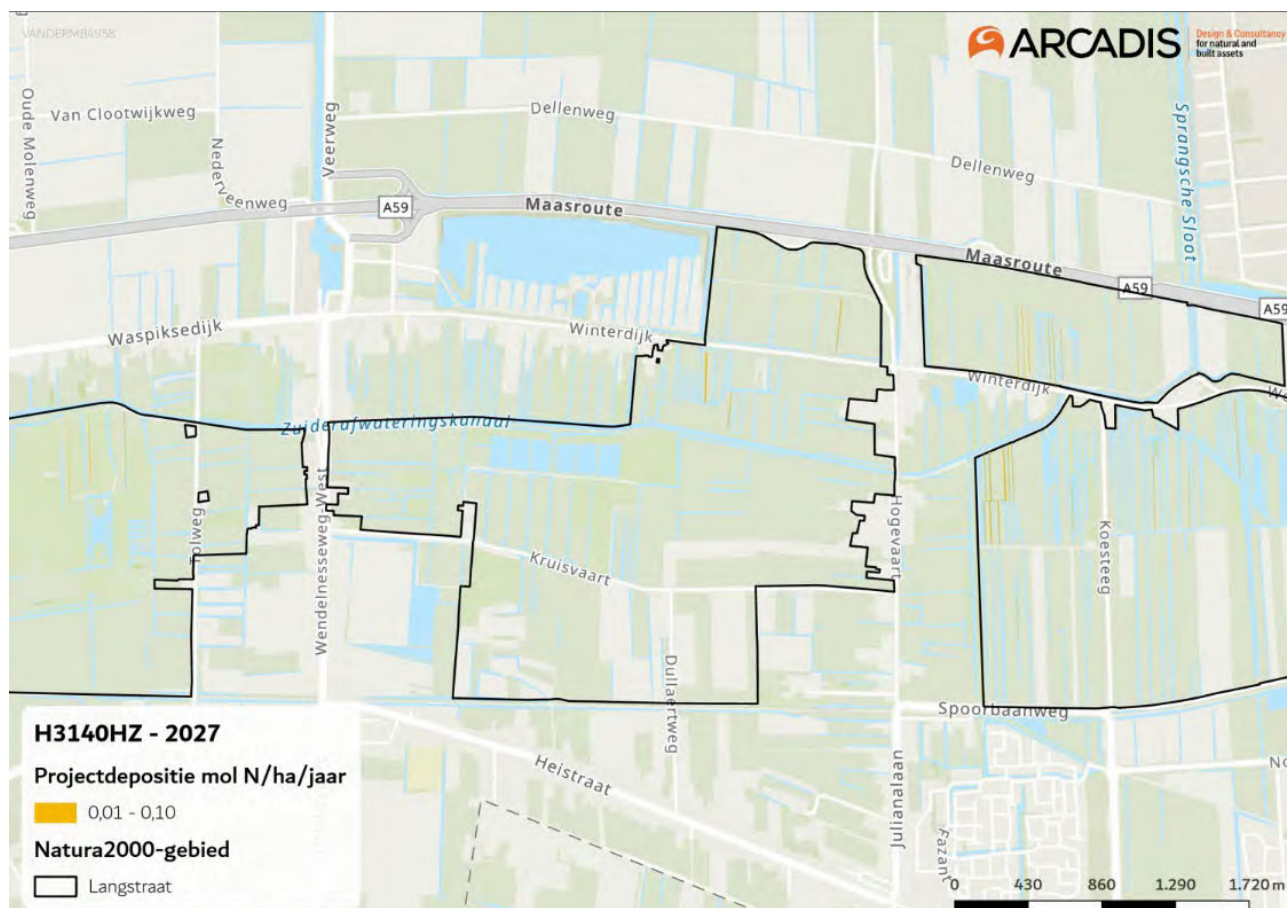 VANDERMB4958
ARCADIS
Design & Consultancy
for natural and
built assets
Oude Molenweg
Van Clootwijkweg
Nederveenweg
Veerweg
Dellenweg
Dellenweg
Sprangsche Sloot
A59
Maasroute
Maasroute
A59
A59
Waspiksedijk
Winterdijk
Winterdijk
Zuiderafwateringskanaal
Tolweg
Wendelnesseweg-West
Kruisvaart
Hogevaart
Koesteeg
Dullaertweg
Spoorbaanweg
Heistraat
Julianalaan
Fazant
H3140HZ - 2027
Projectdepositie mol N/ha/jaar
0,01 - 0,10
Natura2000-gebied
Langstraat
0 430 860 1.290 1.720 m